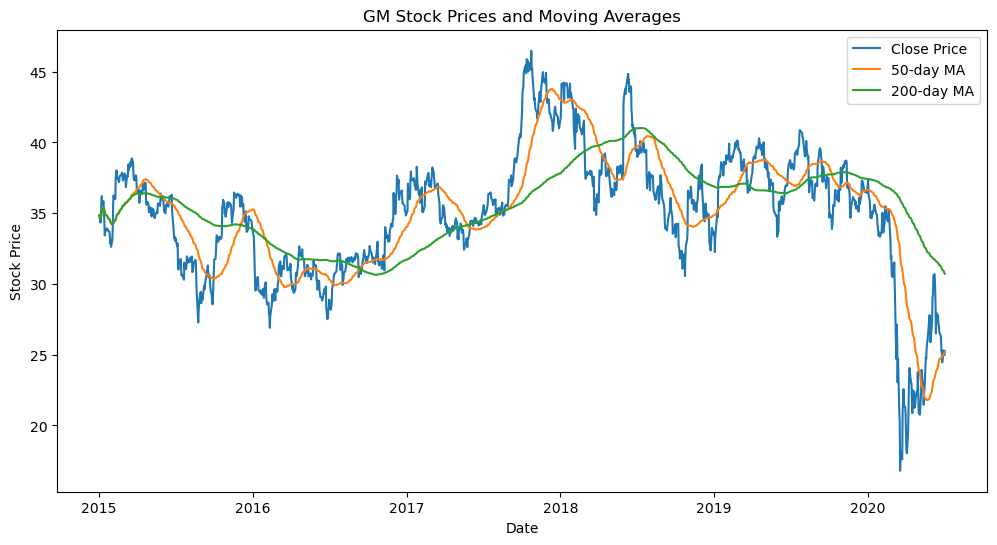 GM Stock Prices and Moving Averages
Close Price
50-day MA
200-day MA
Stock Price
45
40
35
30
25
20
2015
2016
2017
2018
2019
2020
Date